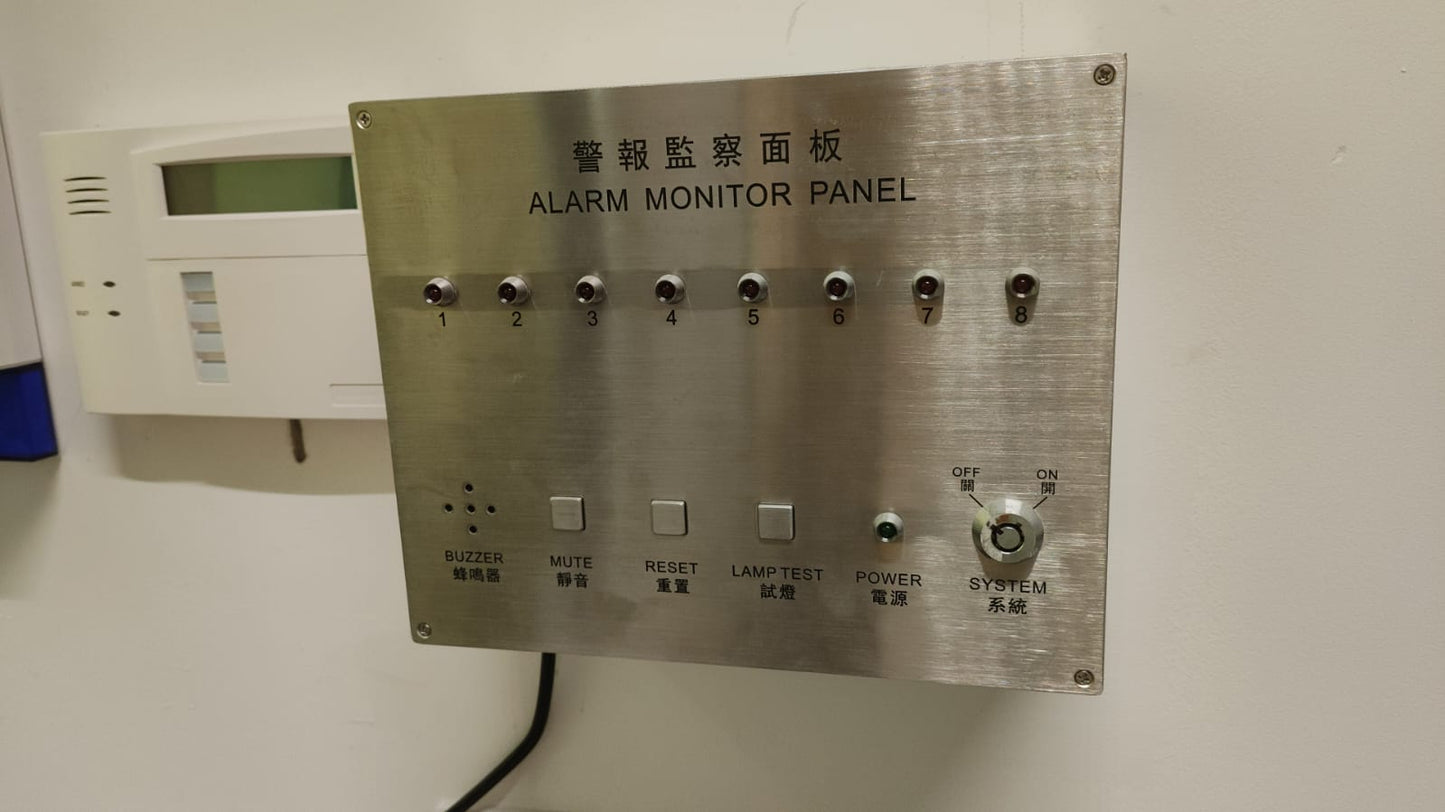 警報監察面板
ALARM MONITOR PANEL
1 2 3 4 5 6 7 8
OFF
關
ON
開
BUZZER
蜂鳴器
MUTE
靜音
RESET
重置
LAMP TEST
試燈
POWER
電源
SYSTEM
系統